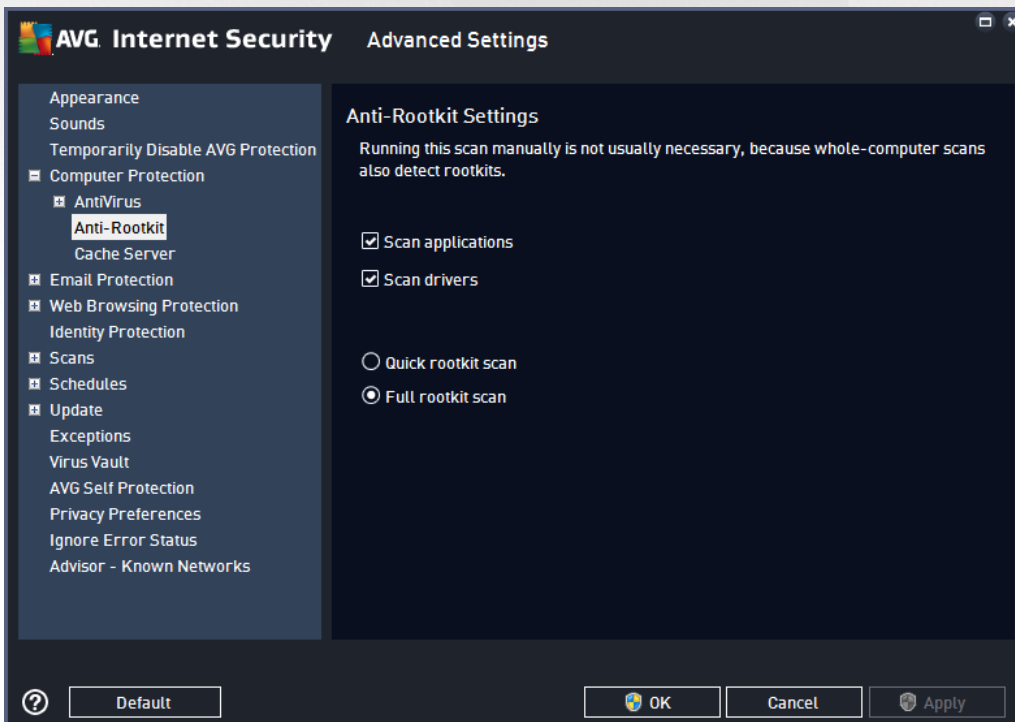 AVG. Internet Security Advanced Settings
Appearance
Sounds
Temporarily Disable AVG Protection
Computer Protection
AntiVirus
Anti-Rootkit
Cache Server
Email Protection
Web Browsing Protection
Identity Protection
Scans
Schedules
Update
Exceptions
Virus Vault
AVG Self Protection
Privacy Preferences
Ignore Error Status
Advisor - Known Networks
Anti-Rootkit Settings
Running this scan manually is not usually necessary, because whole-computer scans
also detect rootkits.
Scan applications
Scan drivers
Quick rootkit scan
Full rootkit scan
? Default OK Cancel Apply